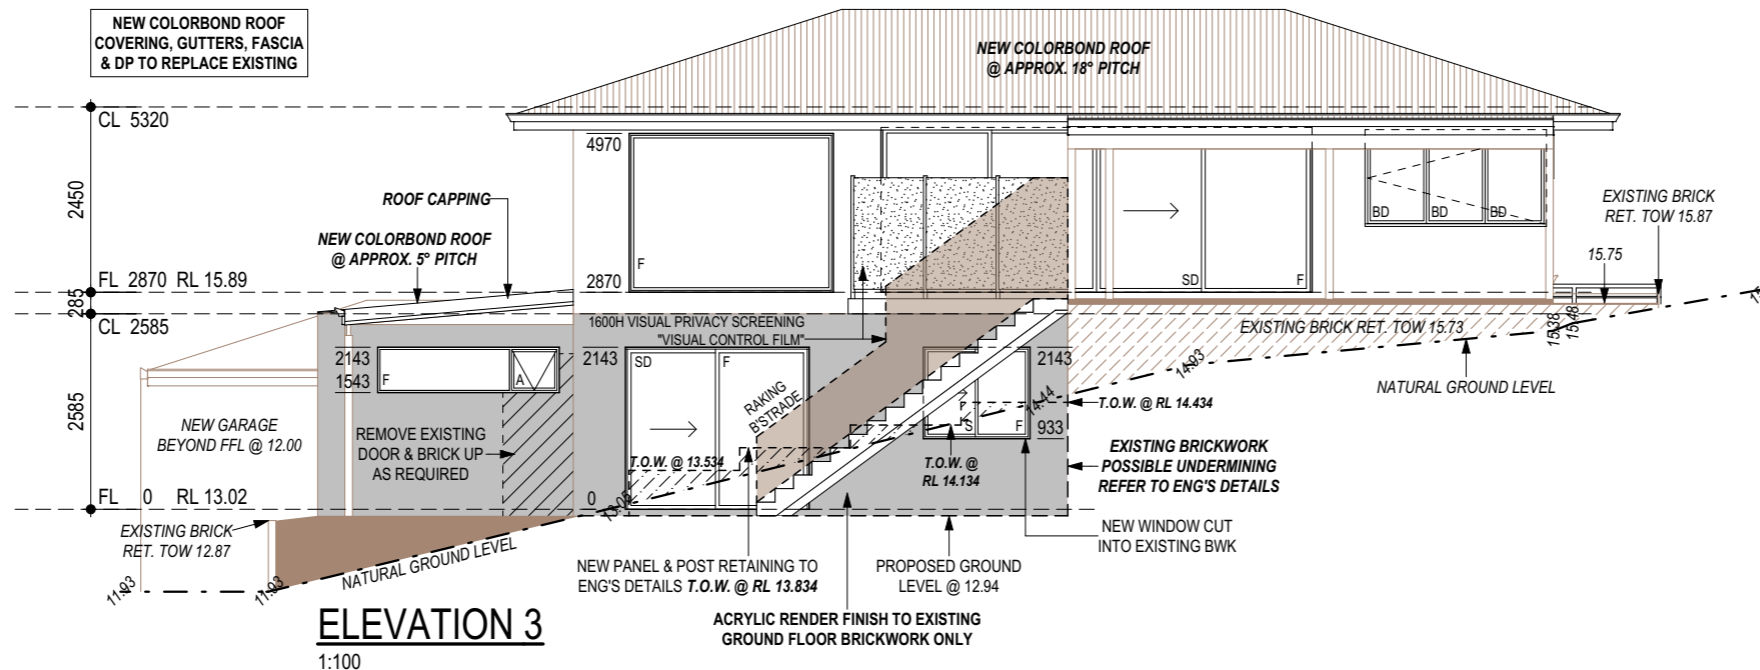 NEW COLORBOND ROOF
COVERING, GUTTERS, FASCIA
& DP TO REPLACE EXISTING
NEW COLORBOND ROOF
@ APPROX. 18° PITCH
CL 5320
4970
2450
ROOF CAPPING
NEW COLORBOND ROOF
@ APPROX. 5° PITCH
F
BD
BD
BD
EXISTING BRICK
RET. TOW 15.87
15.75
FL 2870 RL 15.89
2870
SD
F
285
CL 2585
1600H VISUAL PRIVACY SCREENING
"VISUAL CONTROL FILM"
EXISTING BRICK RET. TOW 15.73
15.38
15.48
2143
1543
F
A
2143
SD
F
2143
14.93
NATURAL GROUND LEVEL
2585
NEW GARAGE
BEYOND FFL @ 12.00
REMOVE EXISTING
DOOR & BRICK UP
AS REQUIRED
RAKING
B'STRADE
14.44
T.O.W. @ RL 14.434
S
F
933
T.O.W. @ 13.534
T.O.W. @
RL 14.134
EXISTING BRICKWORK
POSSIBLE UNDERMINING
REFER TO ENG'S DETAILS
FL 0 RL 13.02
0
13.05
EXISTING BRICK
RET. TOW 12.87
NEW WINDOW CUT
INTO EXISTING BWK
NATURAL GROUND LEVEL
11.93
11.93
NEW PANEL & POST RETAINING TO
ENG'S DETAILS T.O.W. @ RL 13.834
PROPOSED GROUND
LEVEL @ 12.94
ACRYLIC RENDER FINISH TO EXISTING
GROUND FLOOR BRICKWORK ONLY
ELEVATION 3
1:100